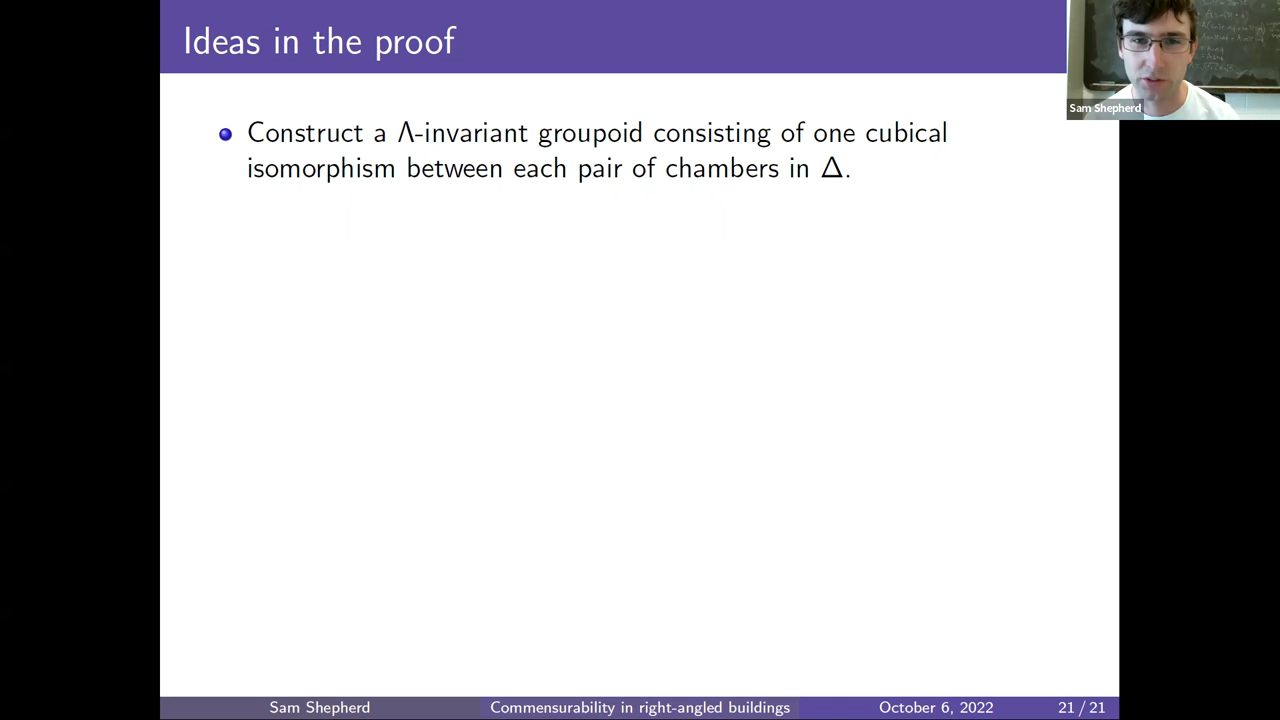 Ideas in the proof
Construct a Λ-invariant groupoid consisting of one cubical
isomorphism between each pair of chambers in Δ.
Sam Shepherd
Sam Shepherd
Commensurability in right-angled buildings
October 6, 2022
21 / 21